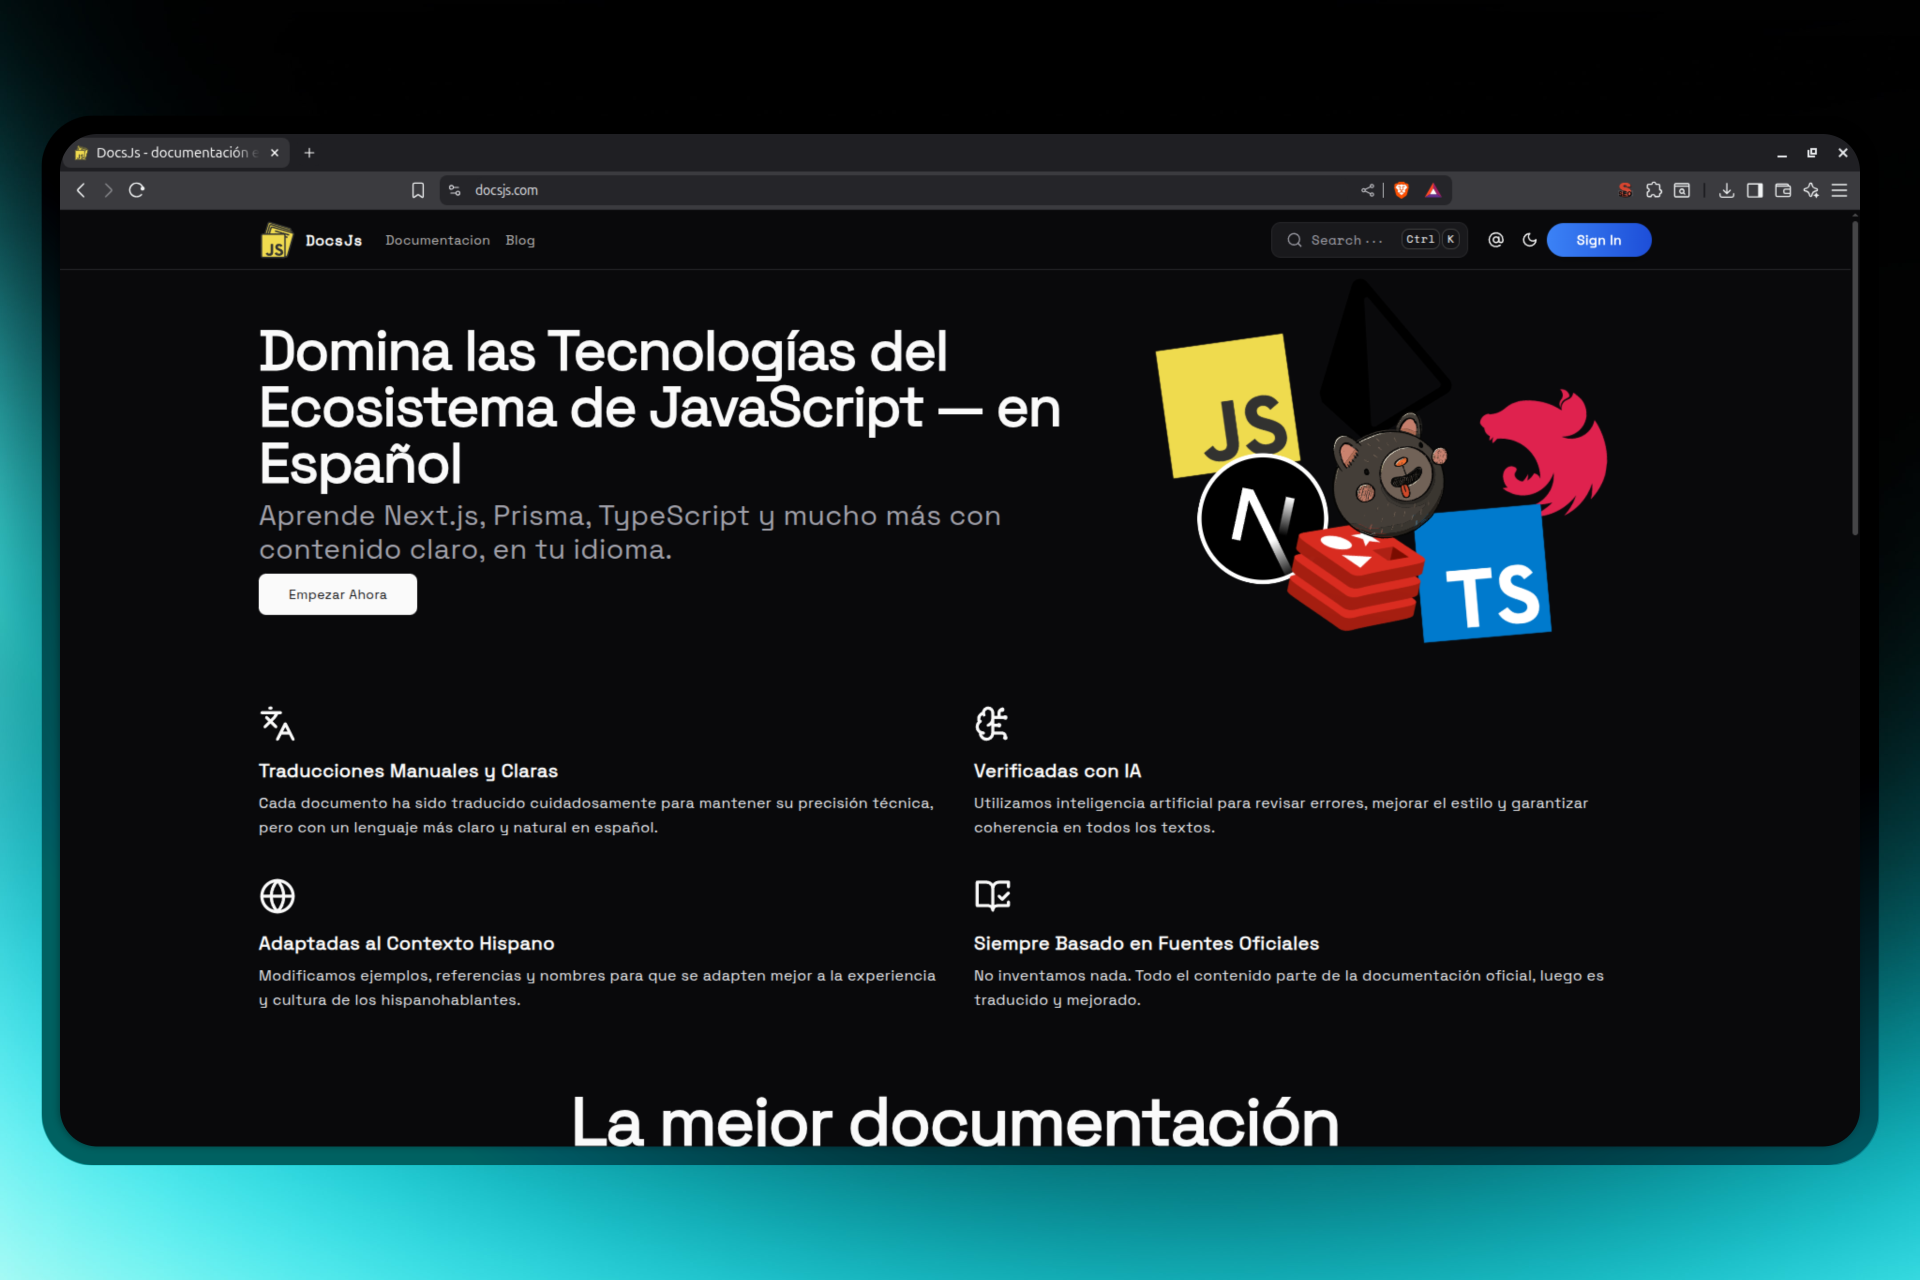 DocsJs - documentación e
docsjs.com
JS
DocsJs
Documentacion
Blog
Search...
Ctrl
K
Sign In
Domina las Tecnologías del
Ecosistema de JavaScript — en
Español
Aprende Next.js, Prisma, TypeScript y mucho más con
contenido claro, en tu idioma.
Empezar Ahora
JS
N
TS
Traducciones Manuales y Claras
Cada documento ha sido traducido cuidadosamente para mantener su precisión técnica,
pero con un lenguaje más claro y natural en español.
Verificadas con IA
Utilizamos inteligencia artificial para revisar errores, mejorar el estilo y garantizar
coherencia en todos los textos.
Adaptadas al Contexto Hispano
Modificamos ejemplos, referencias y nombres para que se adapten mejor a la experiencia
y cultura de los hispanohablantes.
Siempre Basado en Fuentes Oficiales
No inventamos nada. Todo el contenido parte de la documentación oficial, luego es
traducido y mejorado.
La mejor documentación